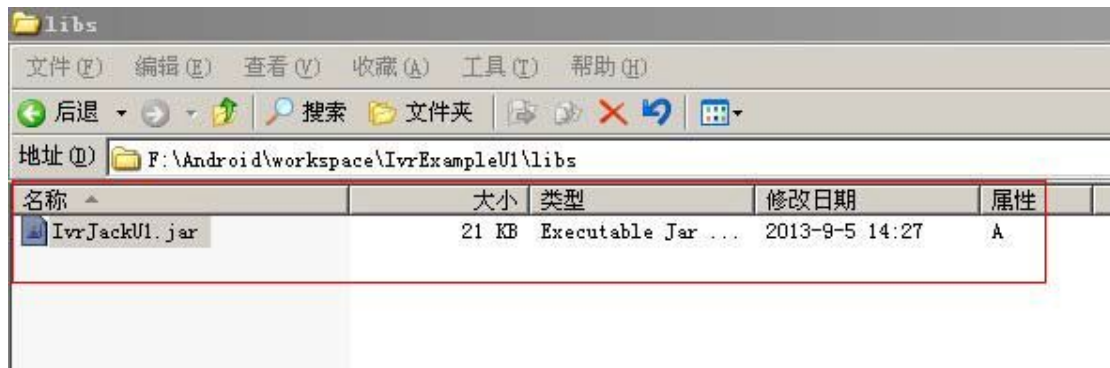 libs
文件(F) 编辑(E) 查看(V) 收藏(A) 工具(T) 帮助(H)
后退 搜索 文件夹
地址(D) F:\Android\workspace\IvrExampleU1\libs
名称 大小 类型 修改日期 属性
IvrJackU1.jar 21 KB Executable Jar ... 2013-9-5 14:27 A